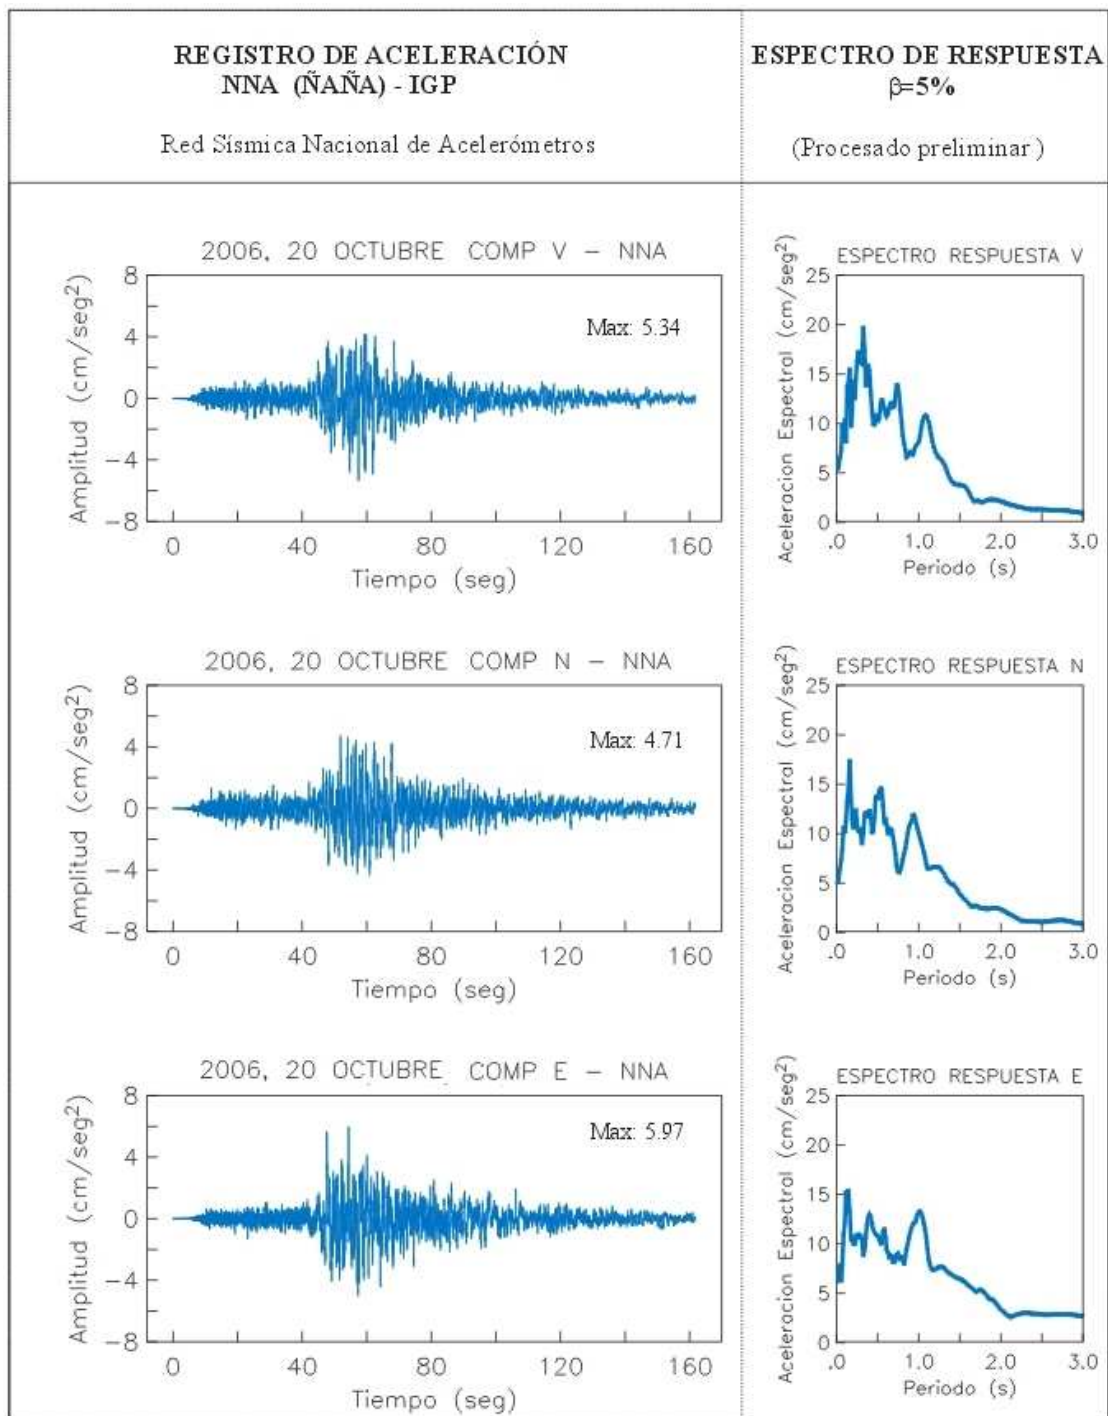 REGISTRO DE ACELERACIÓN
NNA (ÑAÑA) - IGP
Red Sísmica Nacional de Acelerómetros
ESPECTRO DE RESPUESTA
β=5%
(Procesado preliminar )
2006, 20 OCTUBRE COMP V – NNA
Amplitud (cm/seg²)
8
4
0
−4
−8
Max: 5.34
0 40 80 120 160
Tiempo (seg)
ESPECTRO RESPUESTA V
Aceleracion Espectral (cm/seg²)
25
20
15
10
5
0
.0 1.0 2.0 3.0
Periodo (s)
2006, 20 OCTUBRE COMP N – NNA
Amplitud (cm/seg²)
8
4
0
−4
−8
Max: 4.71
0 40 80 120 160
Tiempo (seg)
ESPECTRO RESPUESTA N
Aceleracion Espectral (cm/seg²)
25
20
15
10
5
0
.0 1.0 2.0 3.0
Periodo (s)
2006, 20 OCTUBRE COMP E – NNA
Amplitud (cm/seg²)
8
4
0
−4
−8
Max: 5.97
0 40 80 120 160
Tiempo (seg)
ESPECTRO RESPUESTA E
Aceleracion Espectral (cm/seg²)
25
20
15
10
5
0
.0 1.0 2.0 3.0
Periodo (s)